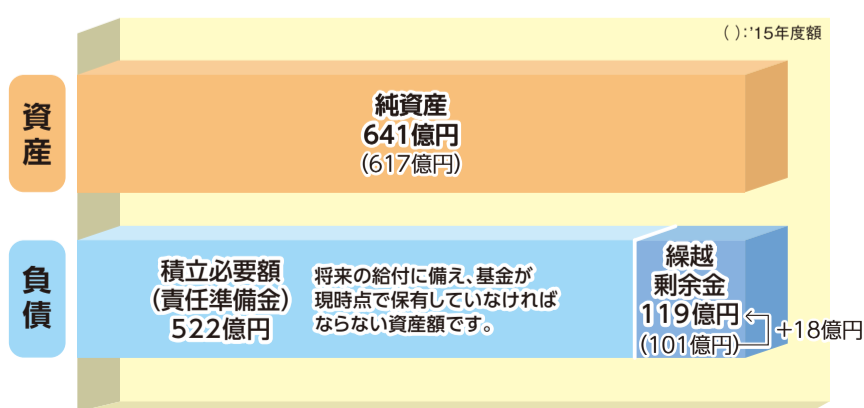 ( ):'15年度額
資産
純資産
641億円
(617億円)
負債
積立必要額
(責任準備金)
522億円
将来の給付に備え、基金が
現時点で保有していなければ
ならない資産額です。
繰越
剰余金
119億円
(101億円)
+18億円